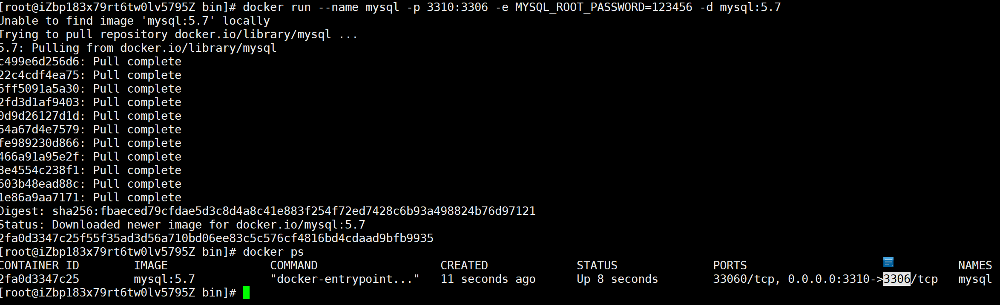 [root@iZbp183x79rt6tw0lv5795Z bin]# docker run --name mysql -p 3310:3306 -e MYSQL_ROOT_PASSWORD=123456 -d mysql:5.7
Unable to find image 'mysql:5.7' locally
Trying to pull repository docker.io/library/mysql ...
5.7: Pulling from docker.io/library/mysql
c499e6d256d6: Pull complete
22c4cdf4ea75: Pull complete
6ff5091a5a30: Pull complete
2fd3d1af9403: Pull complete
0d9d26127d1d: Pull complete
54a67d4e7579: Pull complete
fe989230d866: Pull complete
466a91a95e2f: Pull complete
3e4554c238f1: Pull complete
603b48ead88c: Pull complete
1e86a9aa7171: Pull complete
Digest: sha256:fbaeced79cfdae5d3c8d4a8c41e883f254f72ed7428c6b93a498824b76d97121
Status: Downloaded newer image for docker.io/mysql:5.7
2fa0d3347c25f55f35ad3d56a710bd06ee83c5c576cf4816bd4cdaad9bfb9935
[root@iZbp183x79rt6tw0lv5795Z bin]# docker ps
CONTAINER ID        IMAGE               COMMAND                  CREATED             STATUS              PORTS                               NAMES
2fa0d3347c25        mysql:5.7           "docker-entrypoint..."   11 seconds ago      Up 8 seconds        33060/tcp, 0.0.0.0:3310->3306/tcp   mysql
[root@iZbp183x79rt6tw0lv5795Z bin]#